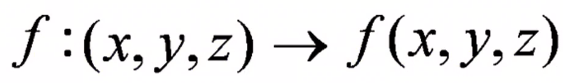 f : (x, y, z) → f(x, y, z)